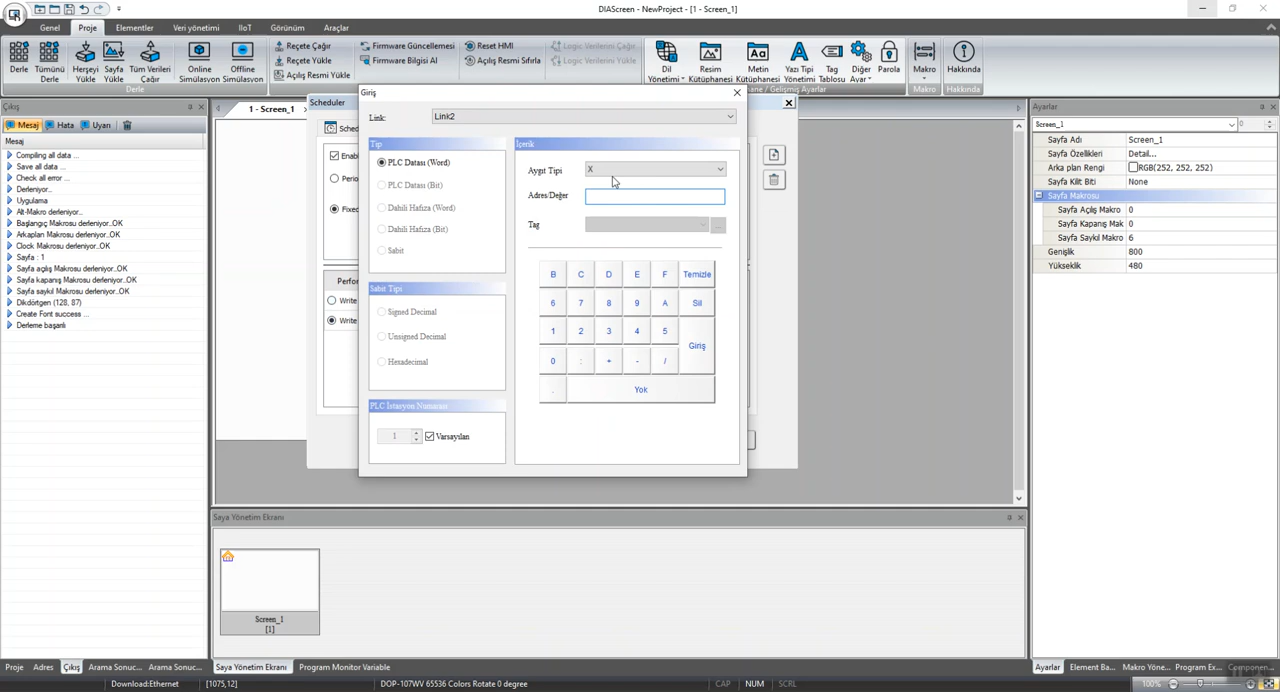 DIAScreen - NewProject - [1 - Screen_1]
Genel Proje Elementler Veri yönetimi IIoT Görünüm Araçlar
Derle
Tümünü Derle
Herşeyi Yükle
Sayfa Yükle
Tüm Verileri Çağır
Derle
Online Simülasyon
Offline Simülasyon
Reçete Çağır
Reçete Yükle
Açılış Resmi Yükle
Firmware Güncellemesi
Firmware Bilgisi AI
Reset HMI
Açılış Resmi Sıfırla
Logic Verilerini Çağır
Logic Verilerini Yükle
Dil Yönetimi
Resim Kütüphanesi
Metin Kütüphanesi
Yazı Tipi Yönetimi
Tag Tablosu
Diğer Ayar
Parola
hane / Gelişmiş Ayarlar
Makro
Makro
Hakkında
Hakkında
Çıkış
Mesaj Hata Uyarı
Mesaj
Compiling all data ...
Save all data ...
Check all error ...
Derleniyor...
Uygulama
Alt-Makro derleniyor..
Başlangıç Makrosu derleniyor..OK
Arkaplan Makrosu derleniyor..OK
Clock Makrosu derleniyor..OK
Sayfa : 1
Sayfa açılış Makrosu derleniyor..OK
Sayfa kapanış Makrosu derleniyor..OK
Sayfa saykıl Makrosu derleniyor..OK
Dikdörtgen (128, 87)
Create Font success ...
Derleme başarılı
1 - Screen_1
Scheduler
Sched
Enabl
Perio
Fixed
Perfor
Write
Write
Giriş
Link: Link2
Tip
PLC Datası (Word)
PLC Datası (Bit)
Dahili Hafıza (Word)
Dahili Hafıza (Bit)
Sabit
Sabit Tipi
Signed Decimal
Unsigned Decimal
Hexadecimal
PLC İstasyon Numarası
1 Varsayılan
İçerik
Aygıt Tipi X
Adres/Değer
Tag ...
B C D E F Temizle
6 7 8 9 A Sil
1 2 3 4 5 Giriş
0 : + - /
. Yok
Ayarlar
Screen_1 0
Sayfa Adı Screen_1
Sayfa Özellikleri Detail...
Arka plan Rengi RGB(252, 252, 252)
Sayfa Kilit Biti None
Sayfa Makrosu
Sayfa Açılış Makro 0
Sayfa Kapanış Mak 0
Sayfa Saykıl Makro 6
Genişlik 800
Yükseklik 480
Saya Yönetim Ekranı
Screen_1
[1]
Proje Adres Çıkış Arama Sonuc... Arama Sonuc... Saya Yönetim Ekranı Program Monitor Variable
Ayarlar Element Ba... Makro Yöne... Program Ex... Componen...
Download:Ethernet [1075,12] DOP-107WV 65536 Colors Rotate 0 degree CAP NUM SCRL 100%